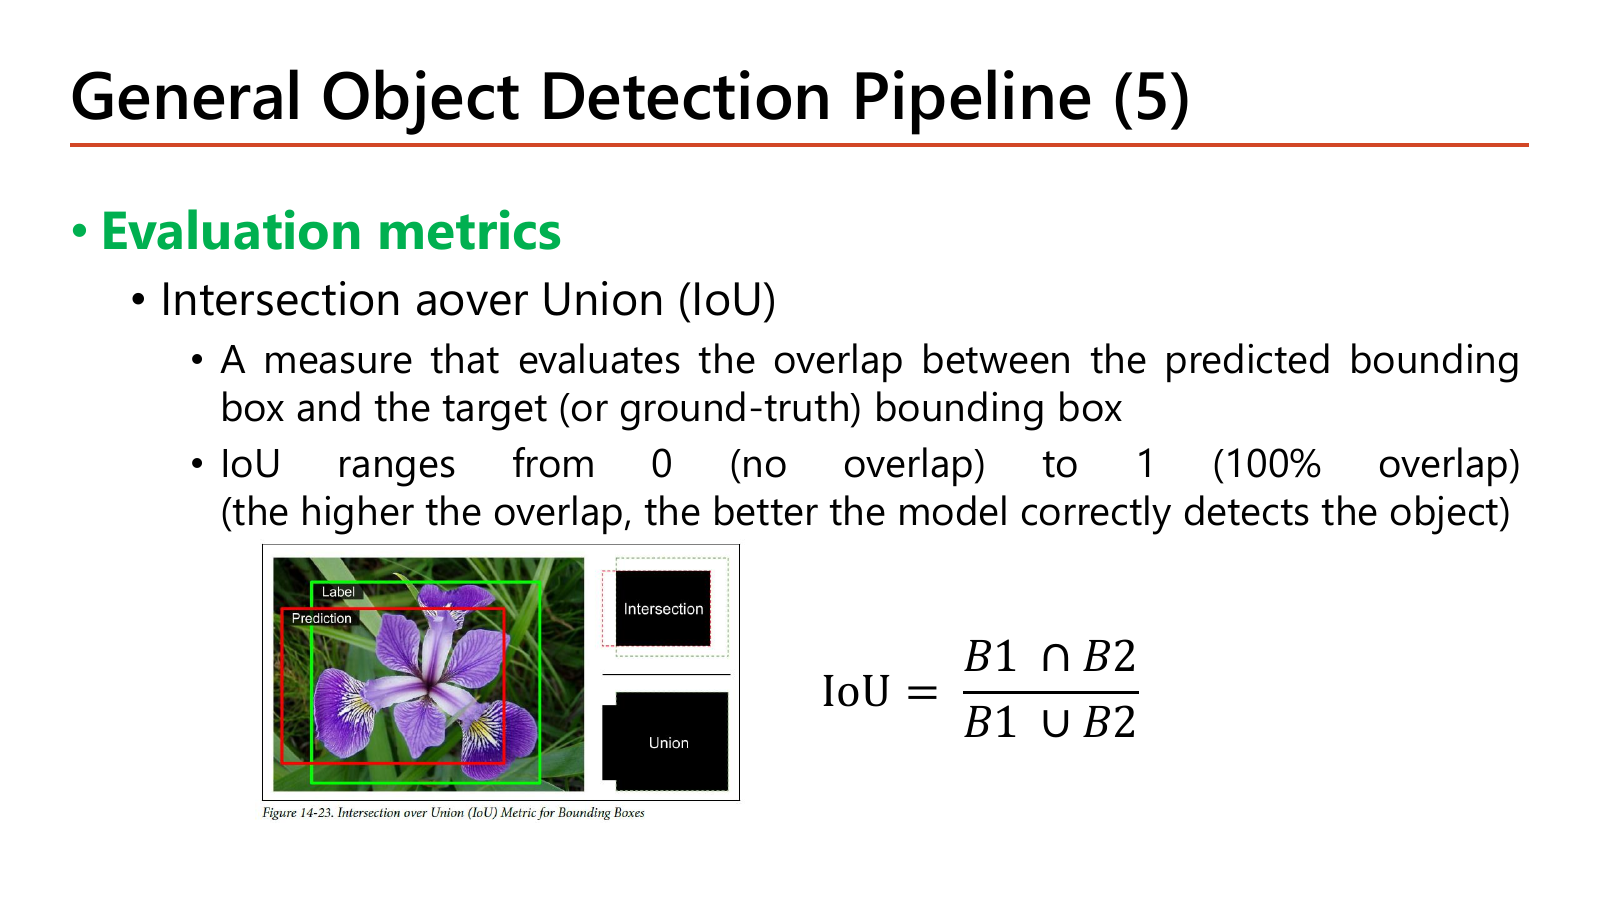 General Object Detection Pipeline (5)
• Evaluation metrics
• Intersection aover Union (IoU)
• A measure that evaluates the overlap between the predicted bounding
box and the target (or ground-truth) bounding box
• IoU ranges from 0 (no overlap) to 1 (100% overlap)
(the higher the overlap, the better the model correctly detects the object)
Label
Prediction
Intersection
Union
IoU = B1 ∩ B2 / B1 ∪ B2
Figure 14-23. Intersection over Union (IoU) Metric for Bounding Boxes